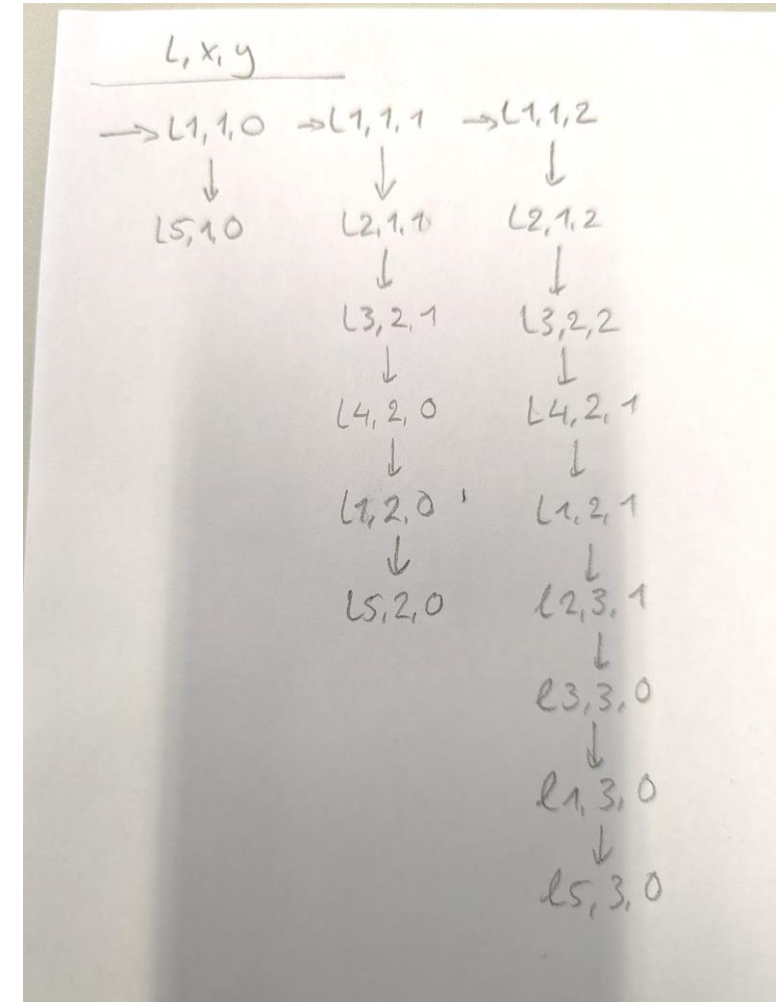 L, x, y
→ L1, 1, 0 → L1, 1, 1 → L1, 1, 2
↓ ↓ ↓
L5, 1, 0 L2, 1, 1 L2, 1, 2
↓ ↓
L3, 2, 1 L3, 2, 2
↓ ↓
L4, 2, 0 L4, 2, 1
↓ ↓
L1, 2, 0 L1, 2, 1
↓ ↓
L5, 2, 0 l2, 3, 1
↓
l3, 3, 0
↓
l1, 3, 0
↓
l5, 3, 0